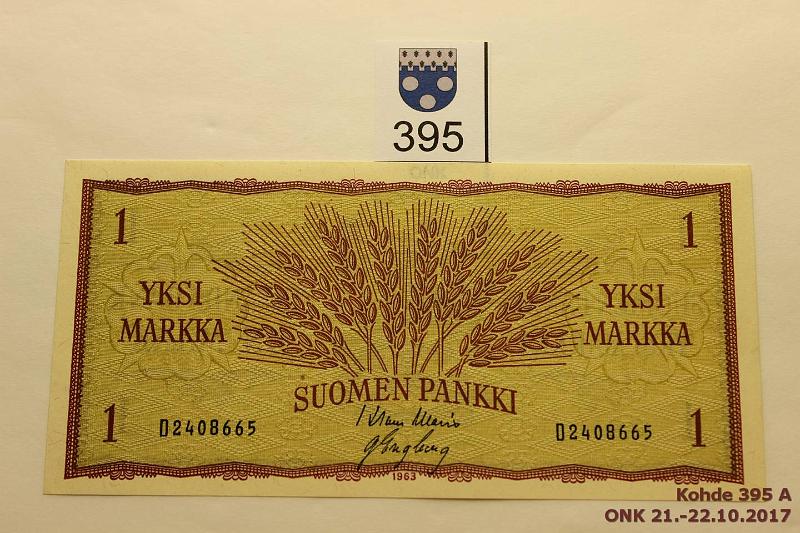 395
1 1
YKSI MARKKA
YKSI MARKKA
SUOMEN PANKKI
1 1
D2408665 D2408665
1963
Kohde 395 A
ONK 21.-22.10.2017